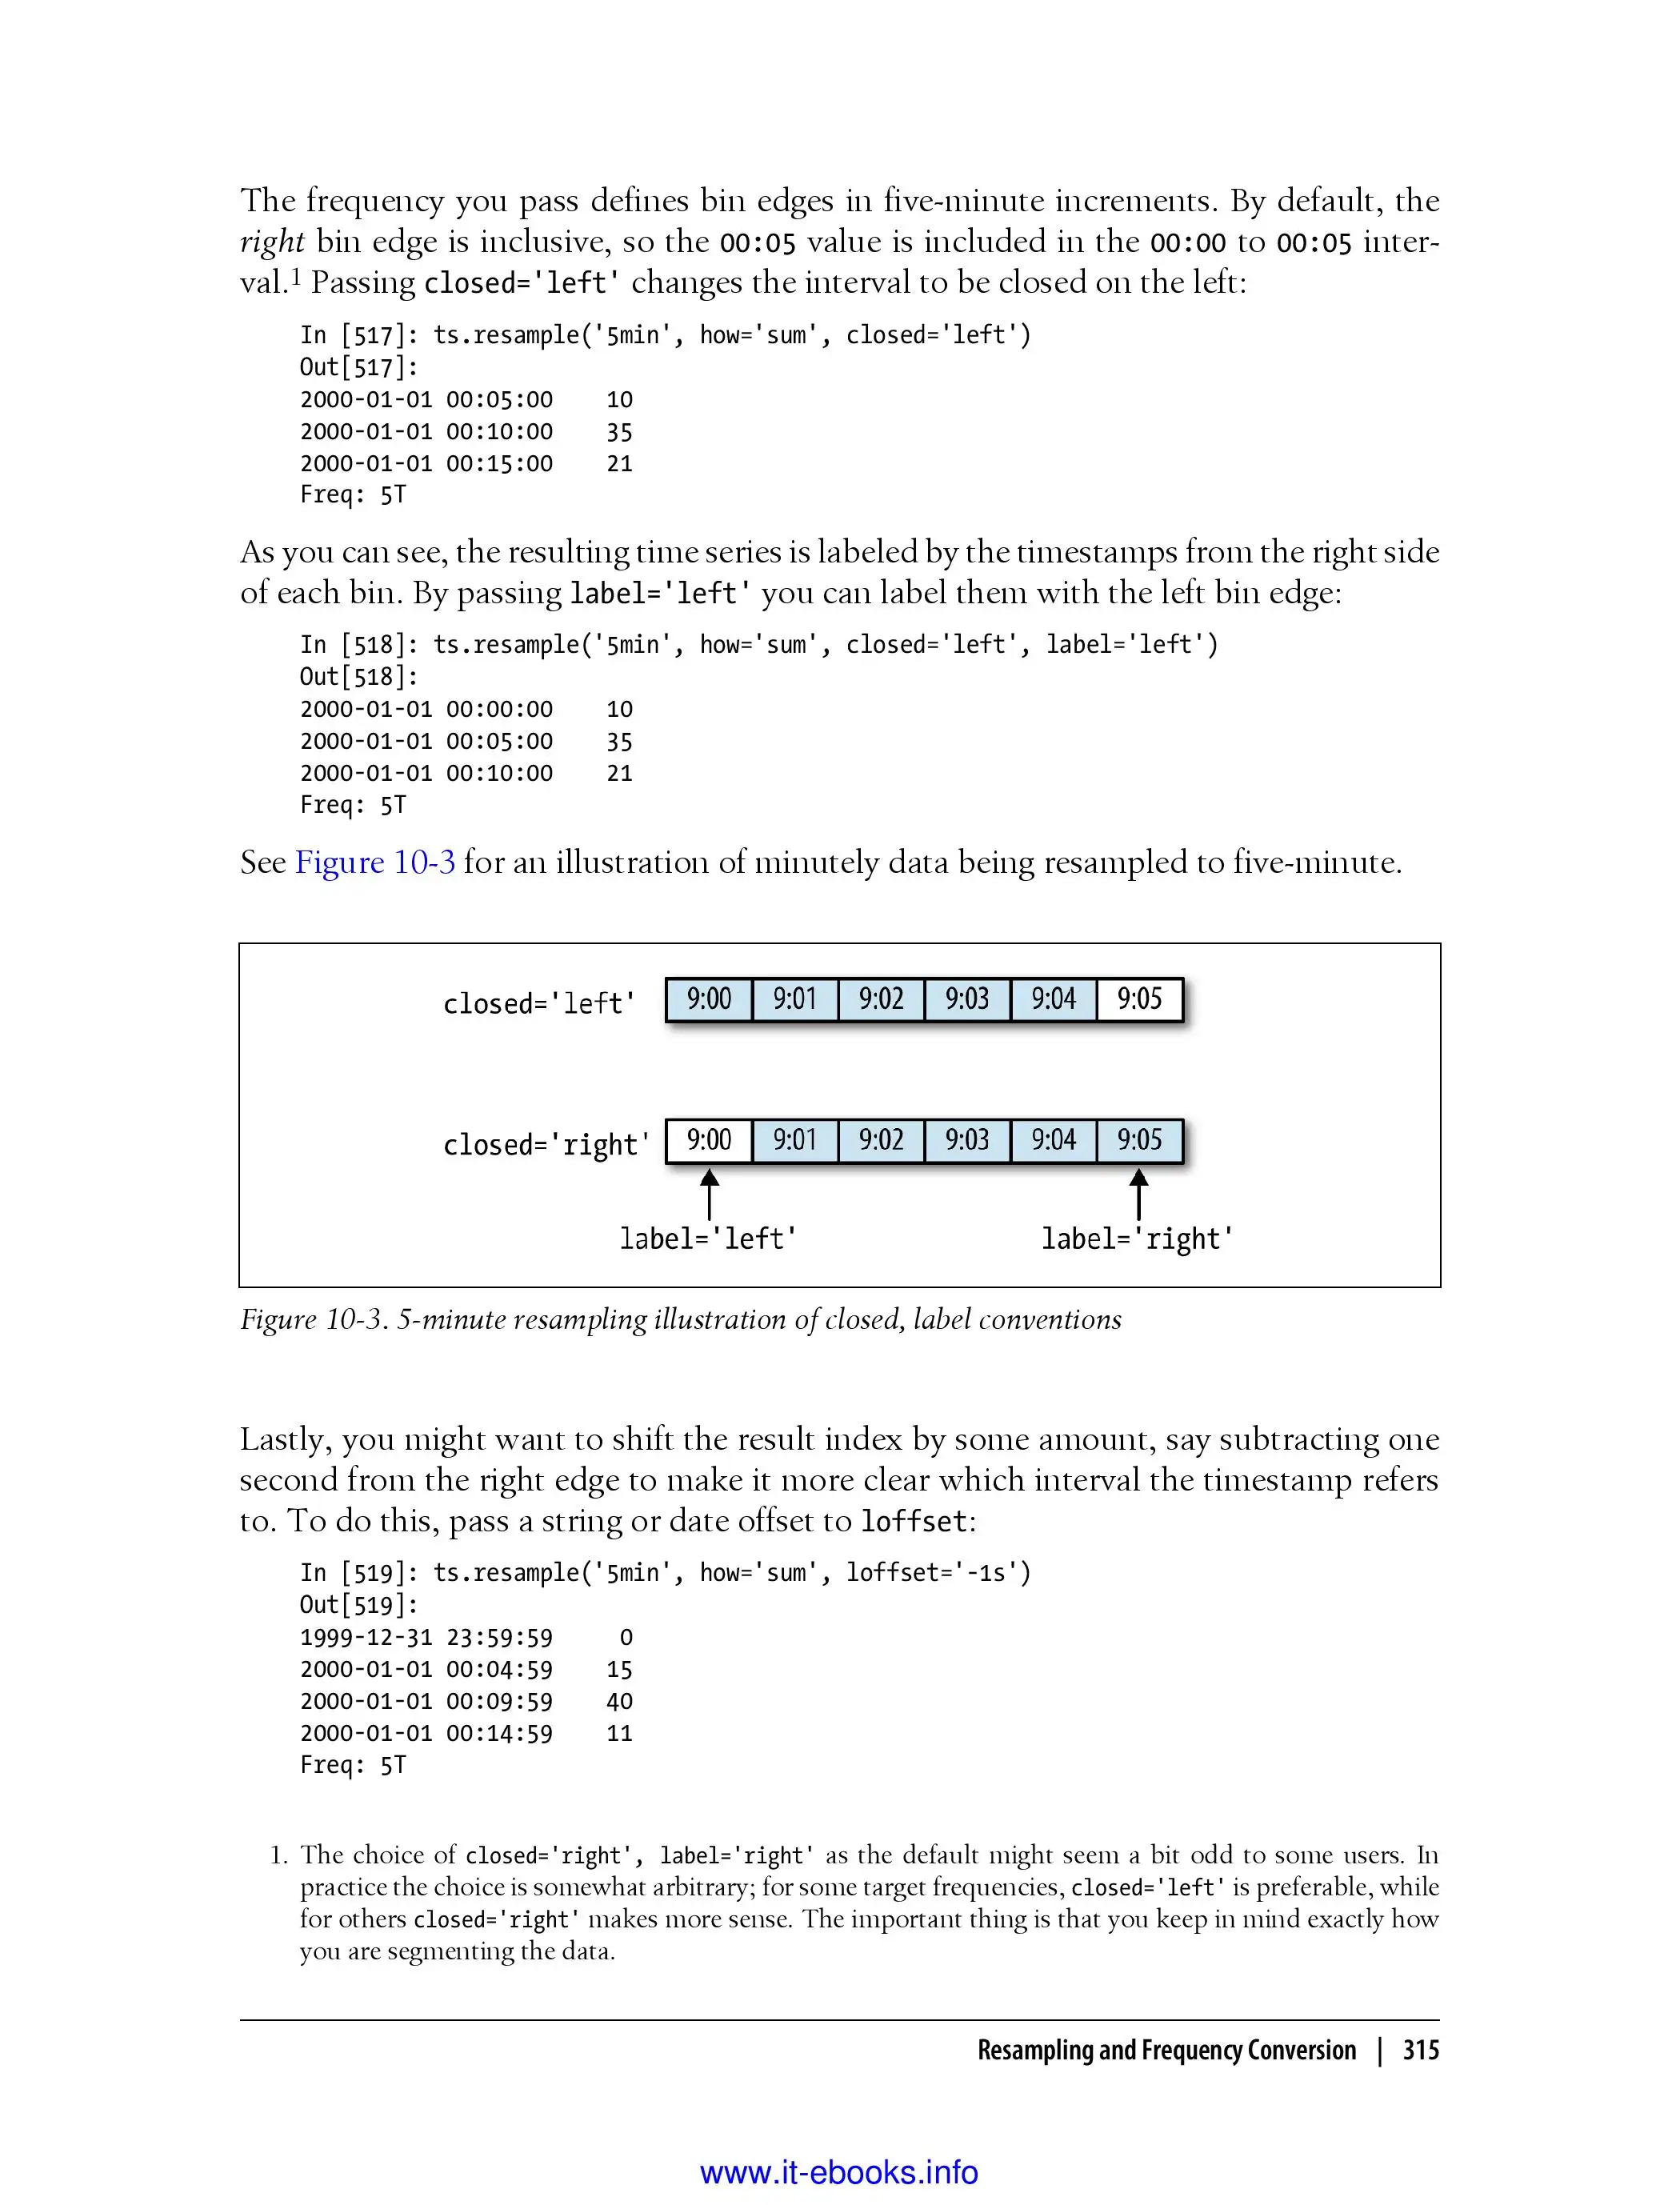 The frequency you pass defines bin edges in five-minute increments. By default, the
right bin edge is inclusive, so the 00:05 value is included in the 00:00 to 00:05 inter-
val.1 Passing closed='left' changes the interval to be closed on the left:
In [517]: ts.resample('5min', how='sum', closed='left')
Out[517]:
2000-01-01 00:05:00    10
2000-01-01 00:10:00    35
2000-01-01 00:15:00    21
Freq: 5T
As you can see, the resulting time series is labeled by the timestamps from the right side
of each bin. By passing label='left' you can label them with the left bin edge:
In [518]: ts.resample('5min', how='sum', closed='left', label='left')
Out[518]:
2000-01-01 00:00:00    10
2000-01-01 00:05:00    35
2000-01-01 00:10:00    21
Freq: 5T
See Figure 10-3 for an illustration of minutely data being resampled to five-minute.
closed='left' 9:00 9:01 9:02 9:03 9:04 9:05
closed='right' 9:00 9:01 9:02 9:03 9:04 9:05
label='left' label='right'
Figure 10-3. 5-minute resampling illustration of closed, label conventions
Lastly, you might want to shift the result index by some amount, say subtracting one
second from the right edge to make it more clear which interval the timestamp refers
to. To do this, pass a string or date offset to loffset:
In [519]: ts.resample('5min', how='sum', loffset='-1s')
Out[519]:
1999-12-31 23:59:59     0
2000-01-01 00:04:59    15
2000-01-01 00:09:59    40
2000-01-01 00:14:59    11
Freq: 5T
1. The choice of closed='right', label='right' as the default might seem a bit odd to some users. In
practice the choice is somewhat arbitrary; for some target frequencies, closed='left' is preferable, while
for others closed='right' makes more sense. The important thing is that you keep in mind exactly how
you are segmenting the data.
Resampling and Frequency Conversion | 315
www.it-ebooks.info